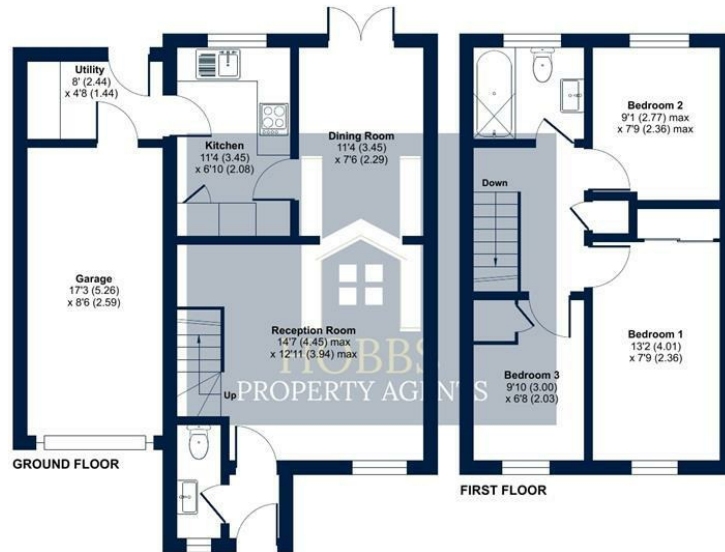 Utility
8' (2.44)
x 4'8 (1.44)
Kitchen
11'4 (3.45)
x 6'10 (2.08)
Dining Room
11'4 (3.45)
x 7'6 (2.29)
Garage
17'3 (5.26)
x 8'6 (2.59)
Reception Room
14'7 (4.45) max
x 12'11 (3.94) max
Up
HOBBS
PROPERTY AGENTS
GROUND FLOOR
Bedroom 2
9'1 (2.77) max
x 7'9 (2.36) max
Down
Bedroom 1
13'2 (4.01)
x 7'9 (2.36)
Bedroom 3
9'10 (3.00)
x 6'8 (2.03)
FIRST FLOOR